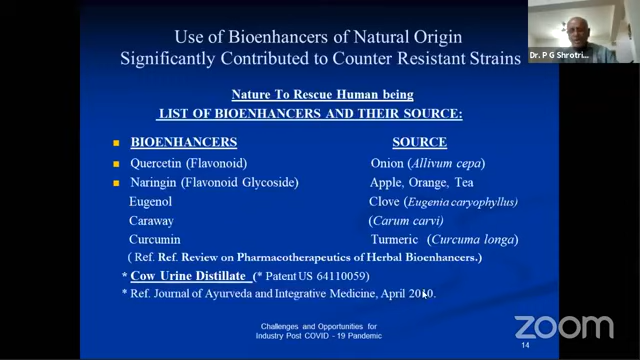 Use of Bioenhancers of Natural Origin
Significantly Contributed to Counter Resistant Strains
Dr. P G Shrotri...
Nature To Rescue Human being
LIST OF BIOENHANCERS AND THEIR SOURCE:
BIOENHANCERS SOURCE
Quercetin (Flavonoid) Onion (Allivum cepa)
Naringin (Flavonoid Glycoside) Apple, Orange, Tea
Eugenol Clove (Eugenia caryophyllus)
Caraway (Carum carvi)
Curcumin Turmeric (Curcuma longa)
( Ref. Ref. Review on Pharmacotherapeutics of Herbal Bioenhancers.)
* Cow Urine Distillate (* Patent US 64110059)
* Ref. Journal of Ayurveda and Integrative Medicine, April 2010.
Challenges and Opportunities for
Industry Post COVID - 19 Pandemic
zoom
14